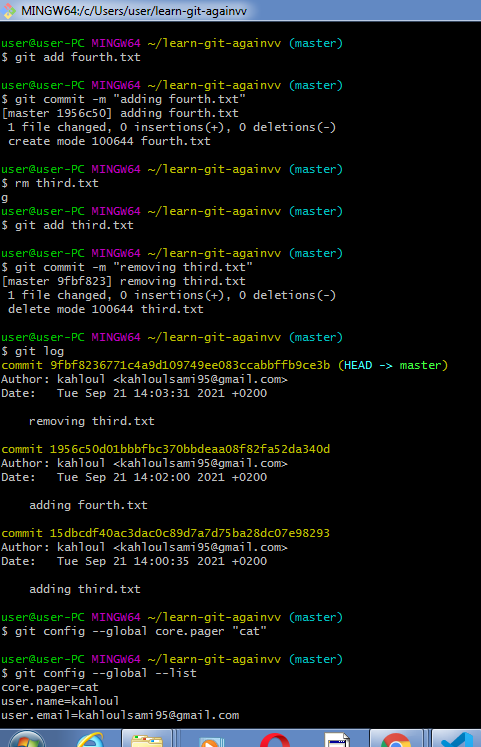 MINGW64:/c/Users/user/learn-git-againvv
user@user-PC MINGW64 ~/learn-git-againvv (master)
$ git add fourth.txt
user@user-PC MINGW64 ~/learn-git-againvv (master)
$ git commit -m "adding fourth.txt"
[master 1956c50] adding fourth.txt
 1 file changed, 0 insertions(+), 0 deletions(-)
 create mode 100644 fourth.txt
user@user-PC MINGW64 ~/learn-git-againvv (master)
$ rm third.txt
g
user@user-PC MINGW64 ~/learn-git-againvv (master)
$ git add third.txt
user@user-PC MINGW64 ~/learn-git-againvv (master)
$ git commit -m "removing third.txt"
[master 9fbf823] removing third.txt
 1 file changed, 0 insertions(+), 0 deletions(-)
 delete mode 100644 third.txt
user@user-PC MINGW64 ~/learn-git-againvv (master)
$ git log
commit 9fbf8236771c4a9d109749ee083ccabbffb9ce3b (HEAD -> master)
Author: kahloul <kahloulsami95@gmail.com>
Date:   Tue Sep 21 14:03:31 2021 +0200
    removing third.txt
commit 1956c50d01bbbfbc370bbdeaa08f82fa52da340d
Author: kahloul <kahloulsami95@gmail.com>
Date:   Tue Sep 21 14:02:00 2021 +0200
    adding fourth.txt
commit 15dbcdf40ac3dac0c89d7a7d75ba28dc07e98293
Author: kahloul <kahloulsami95@gmail.com>
Date:   Tue Sep 21 14:00:35 2021 +0200
    adding third.txt
user@user-PC MINGW64 ~/learn-git-againvv (master)
$ git config --global core.pager "cat"
user@user-PC MINGW64 ~/learn-git-againvv (master)
$ git config --global --list
core.pager=cat
user.name=kahloul
user.email=kahloulsami95@gmail.com